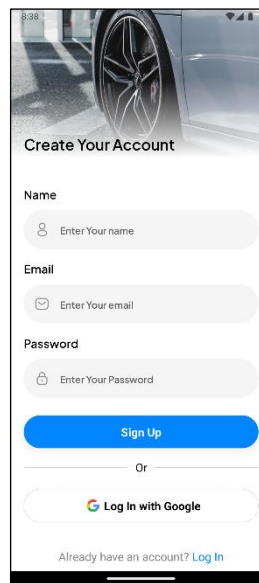 8:38
Create Your Account
Name
Enter Your name
Email
Enter Your email
Password
Enter Your Password
Sign Up
Or
Log In with Google
Already have an account? Log In